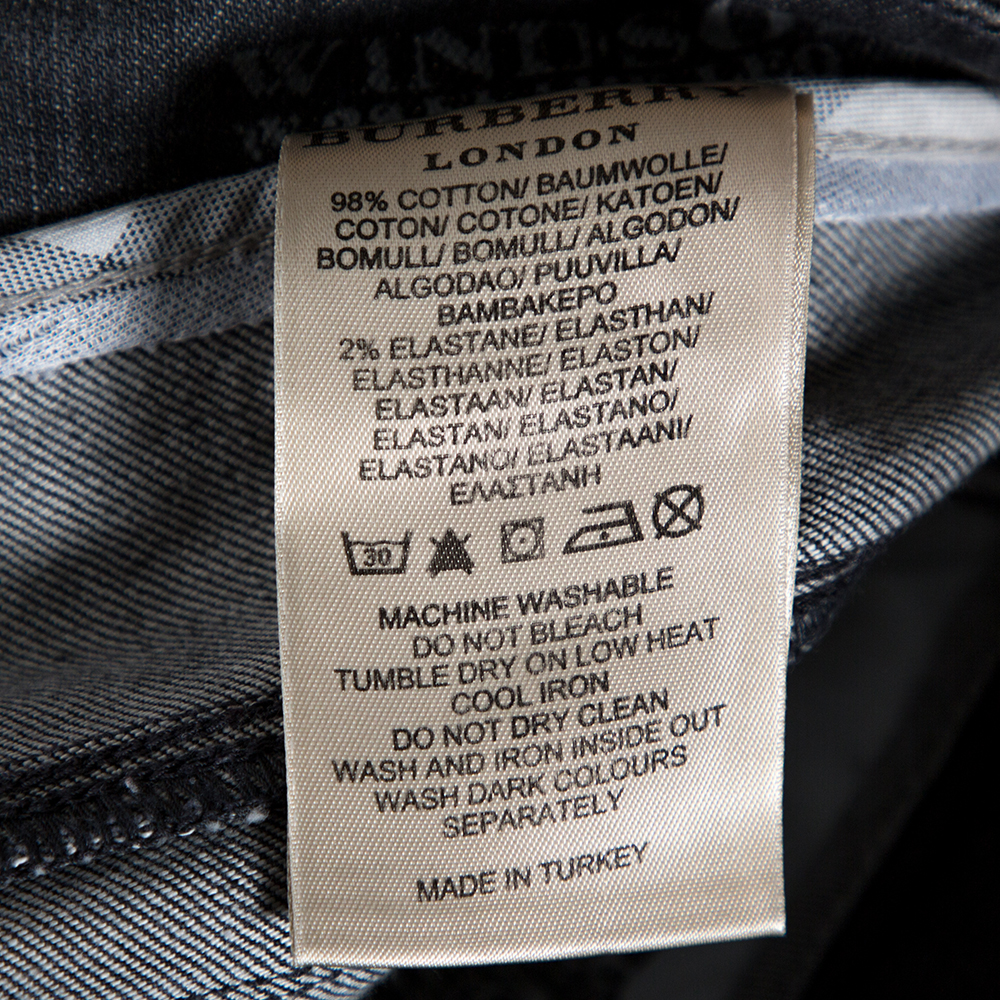 WINDSO
BURBERRY
LONDON
98% COTTON/ BAUMWOLLE/
COTON/ COTONE/ KATOEN/
BOMULL/ BOMULL/ ALGODON/
ALGODAO/ PUUVILLA/
BAMBAKEPO
2% ELASTANE/ ELASTHAN/
ELASTHANNE/ ELASTON/
ELASTAAN/ ELASTAN/
ELASTAN/ ELASTANO/
ELASTANO/ ELASTAANI/
ΕΛΑΣΤΑΝΗ
30
MACHINE WASHABLE
DO NOT BLEACH
TUMBLE DRY ON LOW HEAT
COOL IRON
DO NOT DRY CLEAN
WASH AND IRON INSIDE OUT
WASH DARK COLOURS
SEPARATELY
MADE IN TURKEY